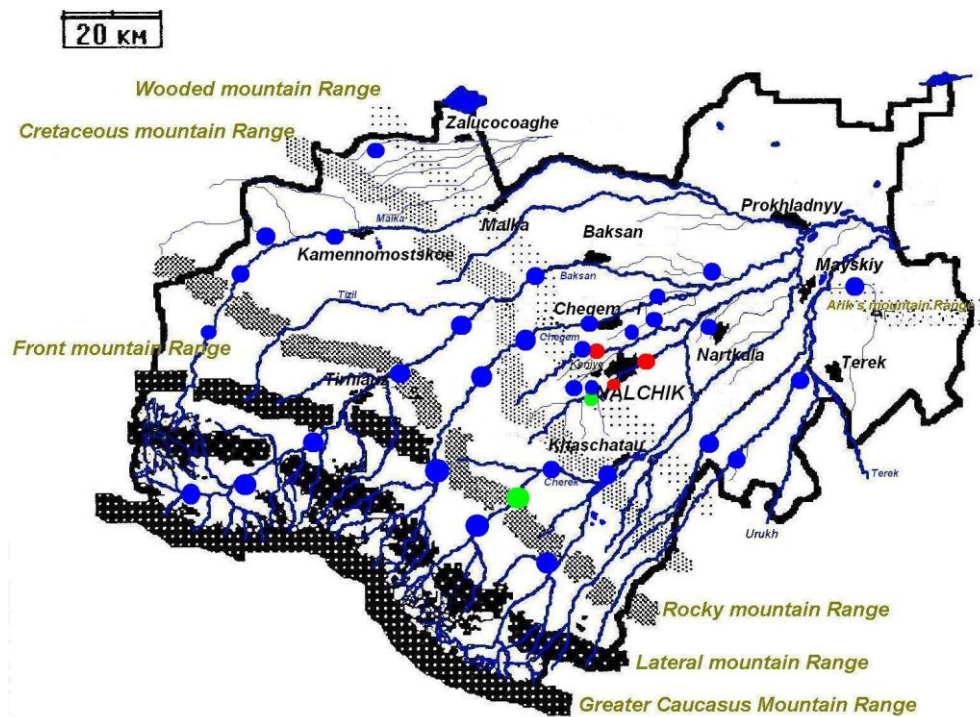 20 км
Wooded mountain Range
Cretaceous mountain Range
Zalucocoaghe
Prokhladnyy
Malka
Malka
Baksan
Kamennomostskoe
Mayskiy
Baksan
Tizil
Arik's mountain Range
Chegem - 1
Chegem
Front mountain Range
Nartkala
Terek
Tirniauz
NALCHIK
Khaschatau
Cherek
Terek
Urukh
Rocky mountain Range
Lateral mountain Range
Greater Caucasus Mountain Range